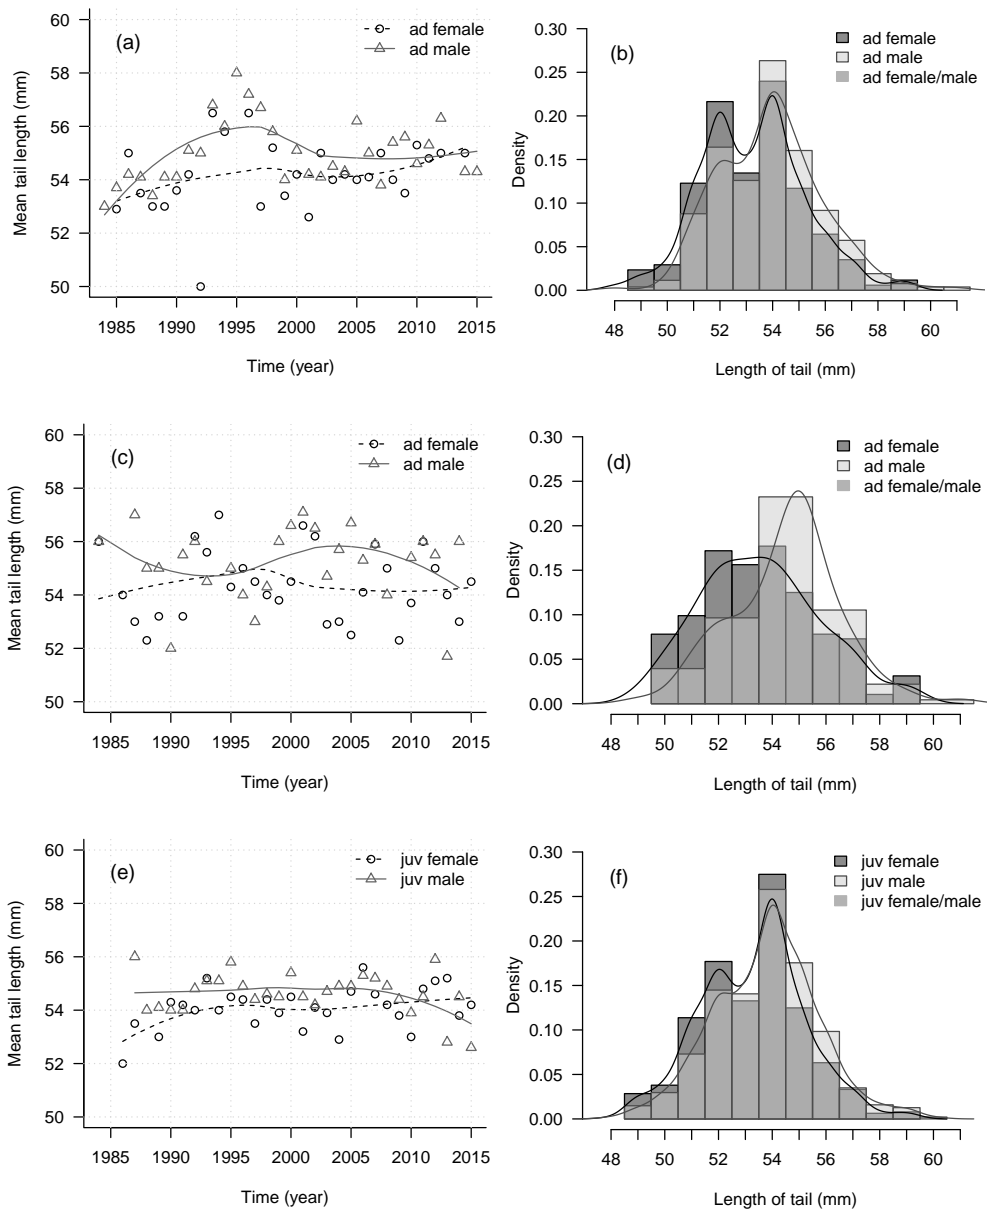 (a)
ad female
ad male
Mean tail length (mm)
60
58
56
54
52
50
1985 1990 1995 2000 2005 2010 2015
Time (year)
(b)
ad female
ad male
ad female/male
Density
0.30
0.25
0.20
0.15
0.10
0.05
0.00
48 50 52 54 56 58 60
Length of tail (mm)
(c)
ad female
ad male
Mean tail length (mm)
60
58
56
54
52
50
1985 1990 1995 2000 2005 2010 2015
Time (year)
(d)
ad female
ad male
ad female/male
Density
0.30
0.25
0.20
0.15
0.10
0.05
0.00
48 50 52 54 56 58 60
Length of tail (mm)
(e)
juv female
juv male
Mean tail length (mm)
60
58
56
54
52
50
1985 1990 1995 2000 2005 2010 2015
Time (year)
(f)
juv female
juv male
juv female/male
Density
0.30
0.25
0.20
0.15
0.10
0.05
0.00
48 50 52 54 56 58 60
Length of tail (mm)